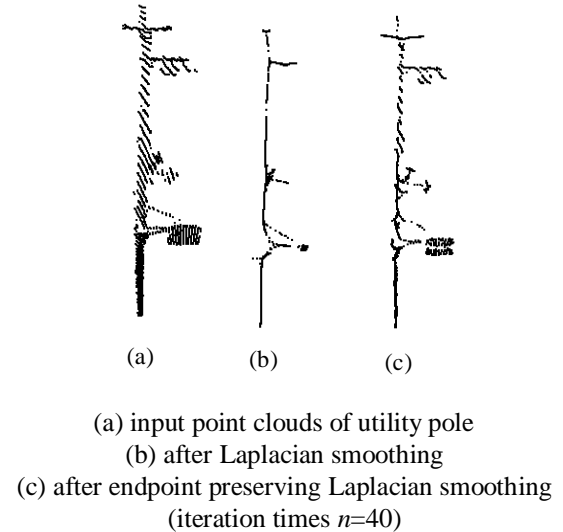 (a) (b) (c)
(a) input point clouds of utility pole
(b) after Laplacian smoothing
(c) after endpoint preserving Laplacian smoothing
(iteration times n=40)